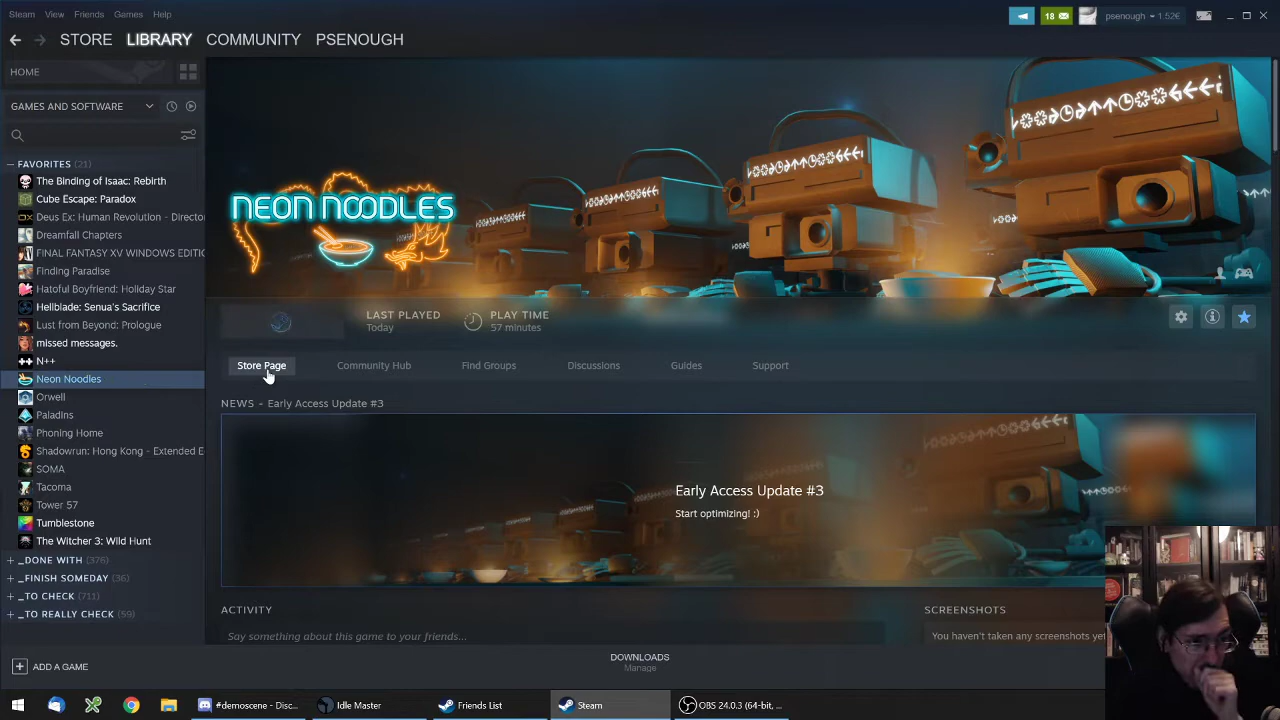 Steam View Friends Games Help
18 psenough 1.52€
STORE LIBRARY COMMUNITY PSENOUGH
HOME
GAMES AND SOFTWARE
FAVORITES (21)
The Binding of Isaac: Rebirth
Cube Escape: Paradox
Deus Ex: Human Revolution - Director
Dreamfall Chapters
FINAL FANTASY XV WINDOWS EDITIO
Finding Paradise
Hatoful Boyfriend: Holiday Star
Hellblade: Senua's Sacrifice
Lust from Beyond: Prologue
missed messages.
N++
Neon Noodles
Orwell
Paladins
Phoning Home
Shadowrun: Hong Kong - Extended E
SOMA
Tacoma
Tower 57
Tumblestone
The Witcher 3: Wild Hunt
_DONE WITH (376)
_FINISH SOMEDAY (36)
_TO CHECK (711)
_TO REALLY CHECK (59)
ADD A GAME
NEON NOODLES
LAST PLAYED
Today
PLAY TIME
57 minutes
Store Page Community Hub Find Groups Discussions Guides Support
NEWS - Early Access Update #3
Early Access Update #3
Start optimizing! :)
ACTIVITY
Say something about this game to your friends...
SCREENSHOTS
You haven't taken any screenshots yet
DOWNLOADS
Manage
#demoscene - Disc... Idle Master Friends List Steam OBS 24.0.3 (64-bit, ...